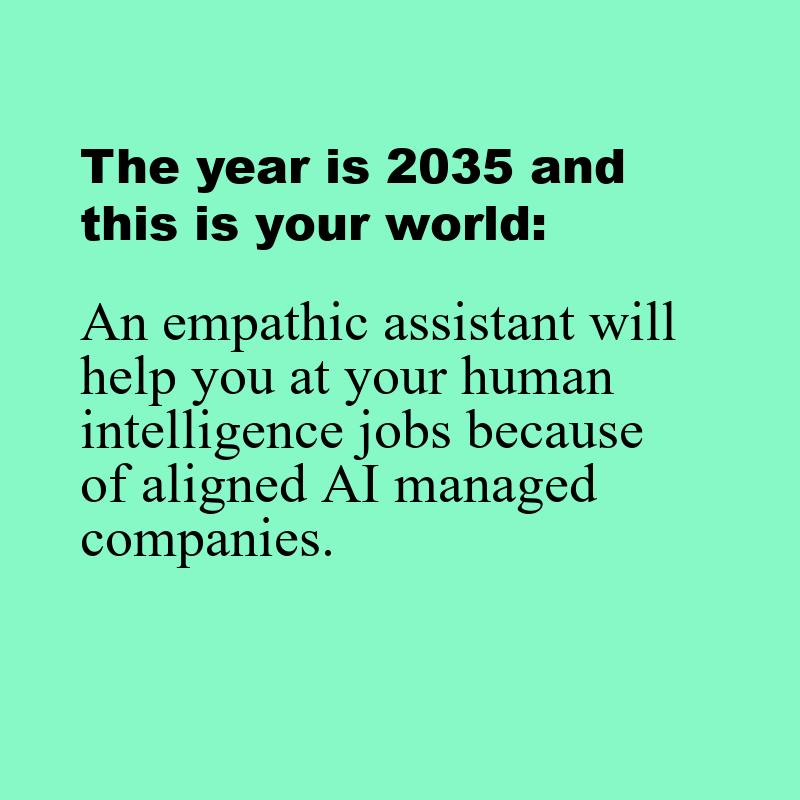 The year is 2035 and
this is your world:
An empathic assistant will
help you at your human
intelligence jobs because
of aligned AI managed
companies.